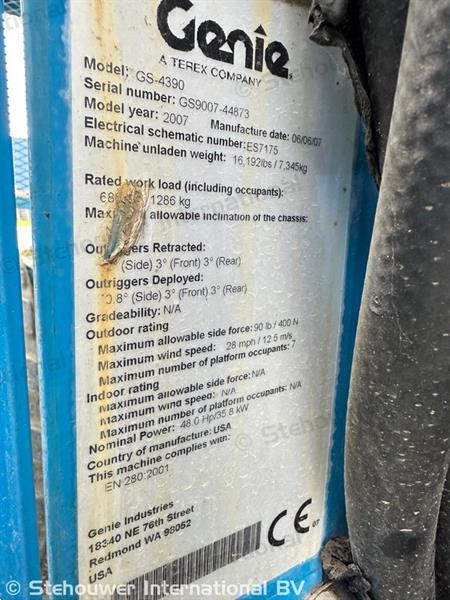 Genie
A TEREX COMPANY
Model: GS-4390
Serial number: GS9007-44873
Model year: 2007 Manufacture date: 06/06/07
Electrical schematic number: ES7175
Machine unladen weight: 16,192lbs / 7,345kg
Rated work load (including occupants):
1286 kg
allowable inclination of the chassis:
Outriggers Retracted:
(Side) 3° (Front) 3° (Rear)
Outriggers Deployed:
(Side) 3° (Front) 3° (Rear)
Gradeability: N/A
Outdoor rating
Maximum allowable side force: 90 lb / 400 N
Maximum wind speed: 28 mph / 12.5 m/s
Maximum number of platform occupants: 7
Indoor rating
Maximum allowable side force: N/A
Maximum wind speed: N/A
Maximum number of platform occupants: N/A
Nominal Power: 48.0 Hp/35.8 kW
Country of manufacture: USA
This machine complies with:
EN 280:2001
Genie Industries
18340 NE 76th Street
Redmond WA 98052
USA
CE 07
© Stehouwer International BV